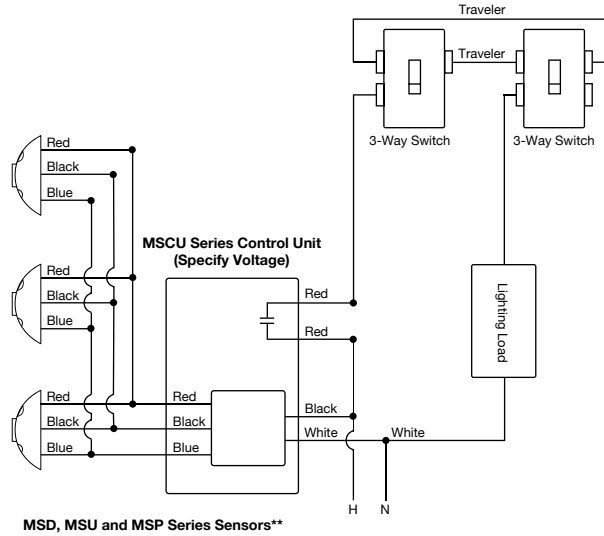 Traveler
Traveler
3-Way Switch
3-Way Switch
Red
Black
Blue
MSCU Series Control Unit
(Specify Voltage)
Red
Black
Blue
Red
Red
Lighting Load
Red
Black
Blue
Red
Black
Blue
Black
White
White
H
N
MSD, MSU and MSP Series Sensors**